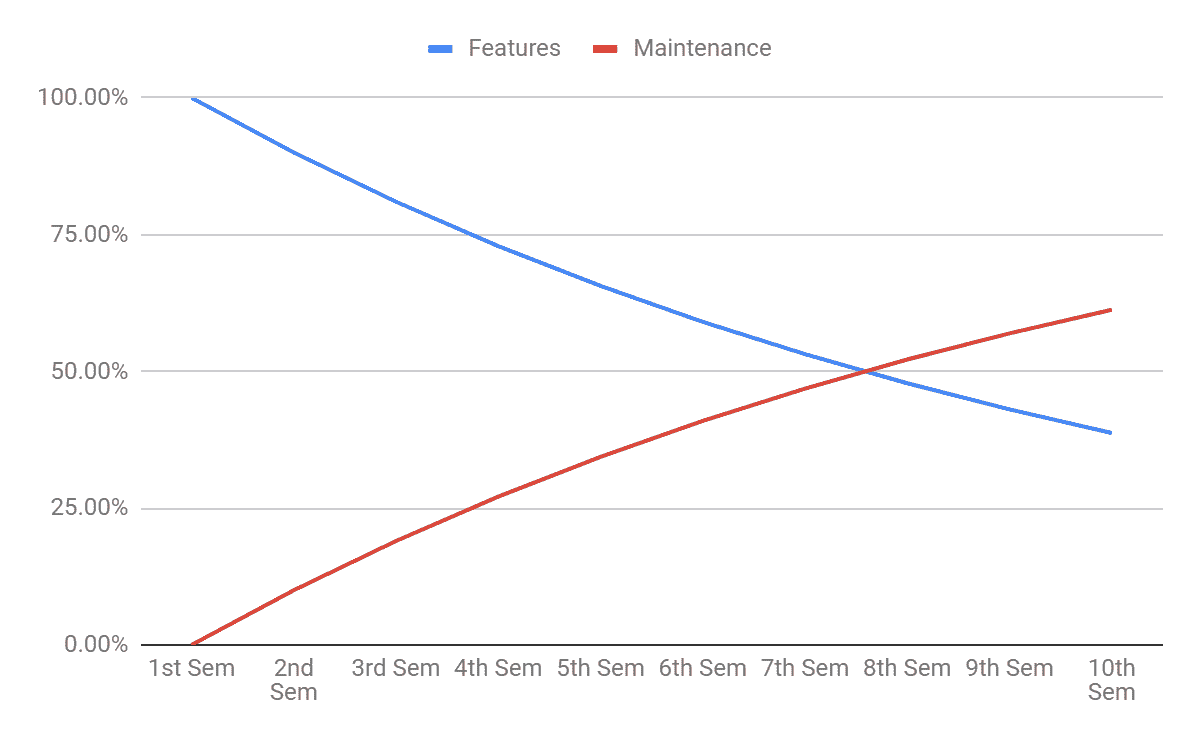 Features Maintenance
100.00%
75.00%
50.00%
25.00%
0.00%
1st Sem 2nd Sem 3rd Sem 4th Sem 5th Sem 6th Sem 7th Sem 8th Sem 9th Sem 10th Sem